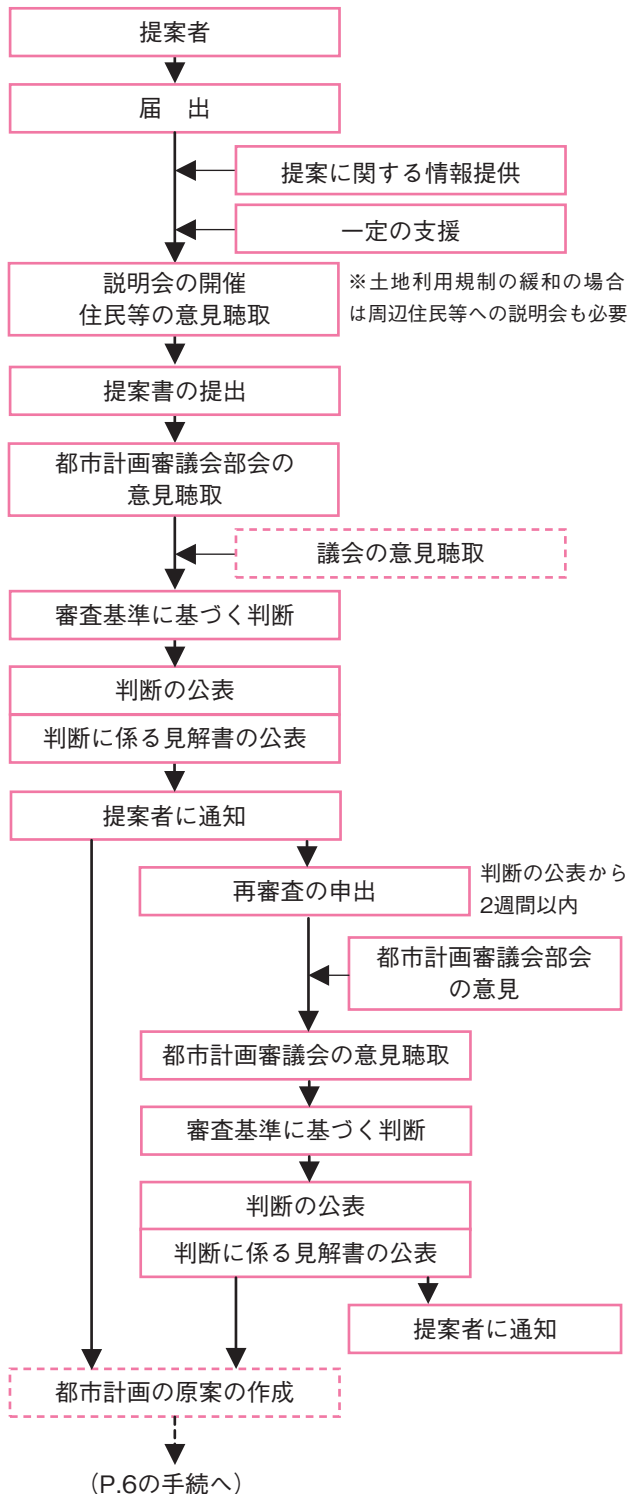 提案者
届　出
提案に関する情報提供
一定の支援
説明会の開催
住民等の意見聴取
※土地利用規制の緩和の場合
は周辺住民等への説明会も必要
提案書の提出
都市計画審議会部会の
意見聴取
議会の意見聴取
審査基準に基づく判断
判断の公表
判断に係る見解書の公表
提案者に通知
再審査の申出
判断の公表から
2週間以内
都市計画審議会部会
の意見
都市計画審議会の意見聴取
審査基準に基づく判断
判断の公表
判断に係る見解書の公表
提案者に通知
都市計画の原案の作成
（P.6の手続へ）